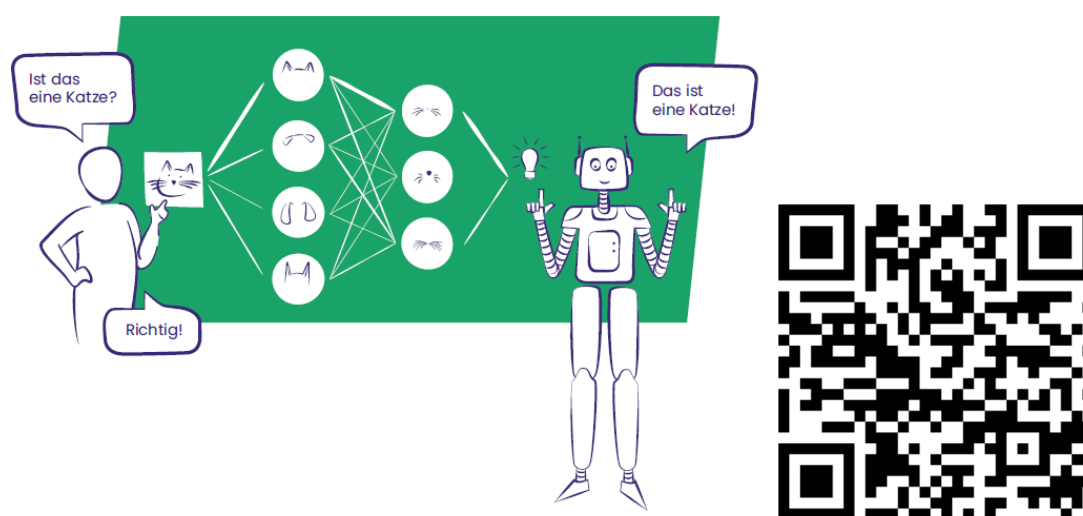 Ist das
eine Katze?
Das ist
eine Katze!
Richtig!